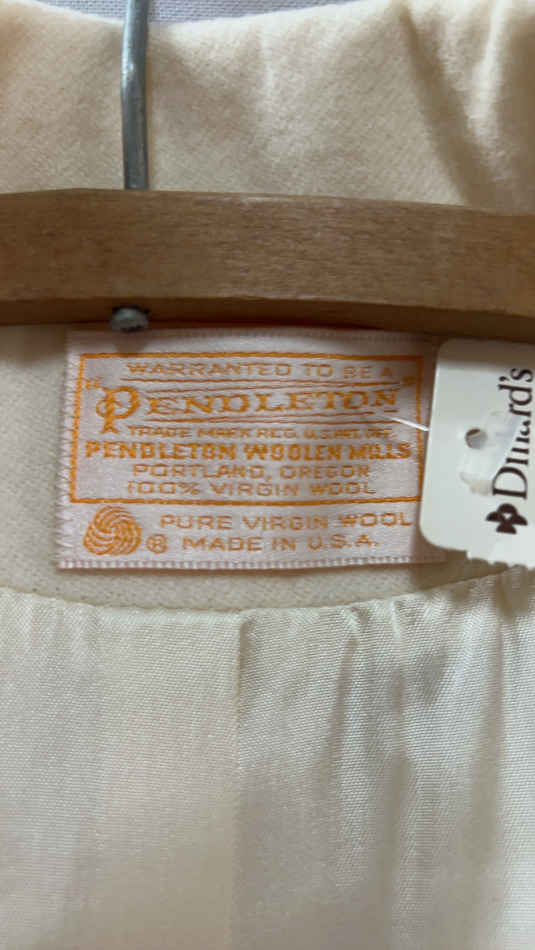 WARRANTED TO BE A
"PENDLETON"
TRADE MARK REG. U.S. PAT. OFF.
PENDLETON WOOLEN MILLS
PORTLAND, OREGON
100% VIRGIN WOOL
PURE VIRGIN WOOL
® MADE IN U.S.A.
Dillard's